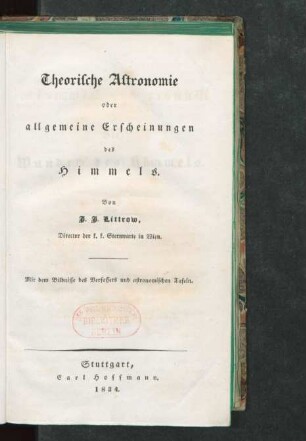 Theorische Astronomie
oder
allgemeine Erscheinungen
des
Himmels.
Von
J. J. Littrow,
Director der k. k. Sternwarte in Wien.
Mit dem Bildnisse des Verfassers und astronomischen Tafeln.
BERLIN
Stuttgart,
Carl Hoffmann.
1834.